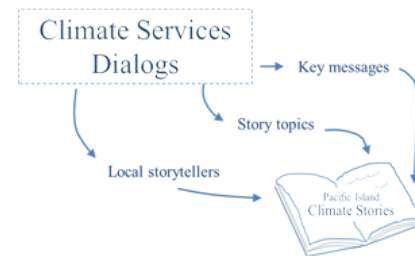 Climate Services
Dialogs
Key messages
Story topics
Local storytellers
Pacific Island
Climate Stories